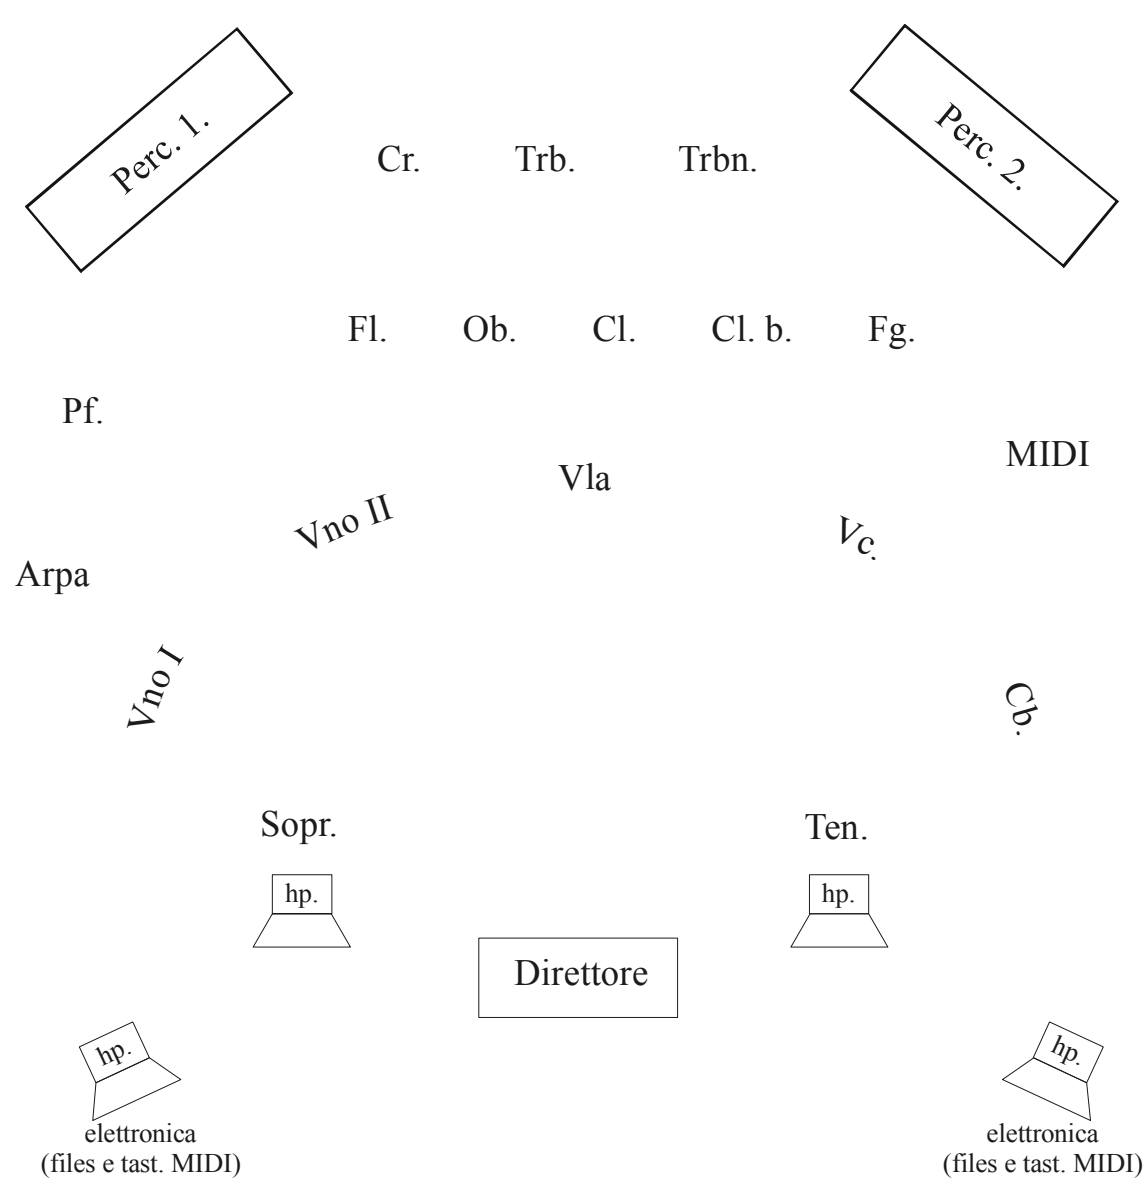 Perc. 1.
Perc. 2.
Cr.
Trb.
Trbn.
Fl.
Ob.
Cl.
Cl. b.
Fg.
Pf.
MIDI
Vla
Vno II
Vc.
Arpa
Vno I
Cb.
Sopr.
Ten.
hp.
hp.
Direttore
hp.
hp.
elettronica
(files e tast. MIDI)
elettronica
(files e tast. MIDI)